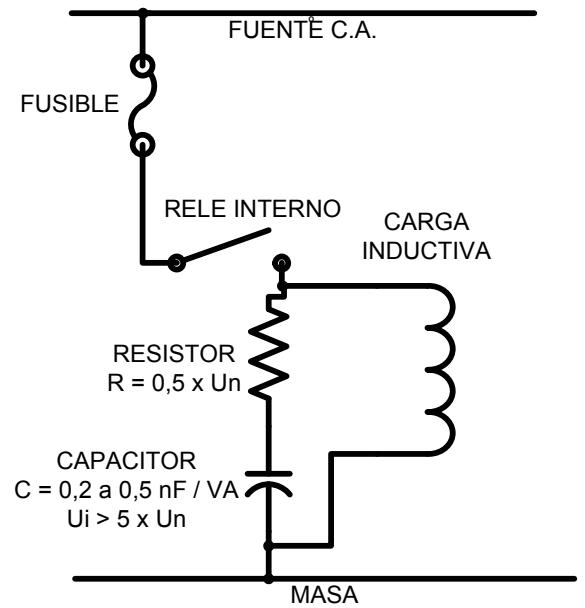 FUENTE C.A.
FUSIBLE
RELE INTERNO
CARGA
INDUCTIVA
RESISTOR
R = 0,5 x Un
CAPACITOR
C = 0,2 a 0,5 nF / VA
Ui > 5 x Un
MASA